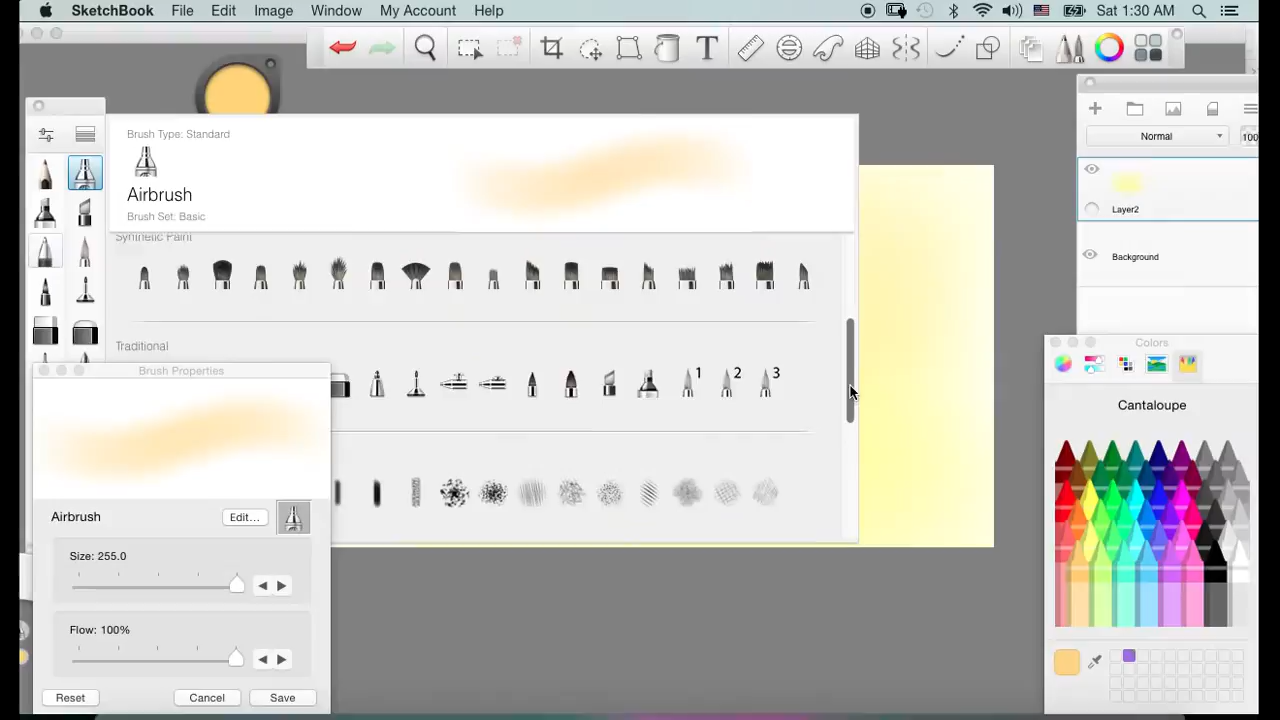 SketchBook File Edit Image Window My Account Help Sat 1:30 AM
T
Brush Type: Standard
Airbrush
Brush Set: Basic
Synthetic Paint
Traditional
1 2 3
Normal 100
Layer2
Background
Brush Properties
Airbrush Edit...
Size: 255.0
Flow: 100%
Reset Cancel Save
Colors
Cantaloupe